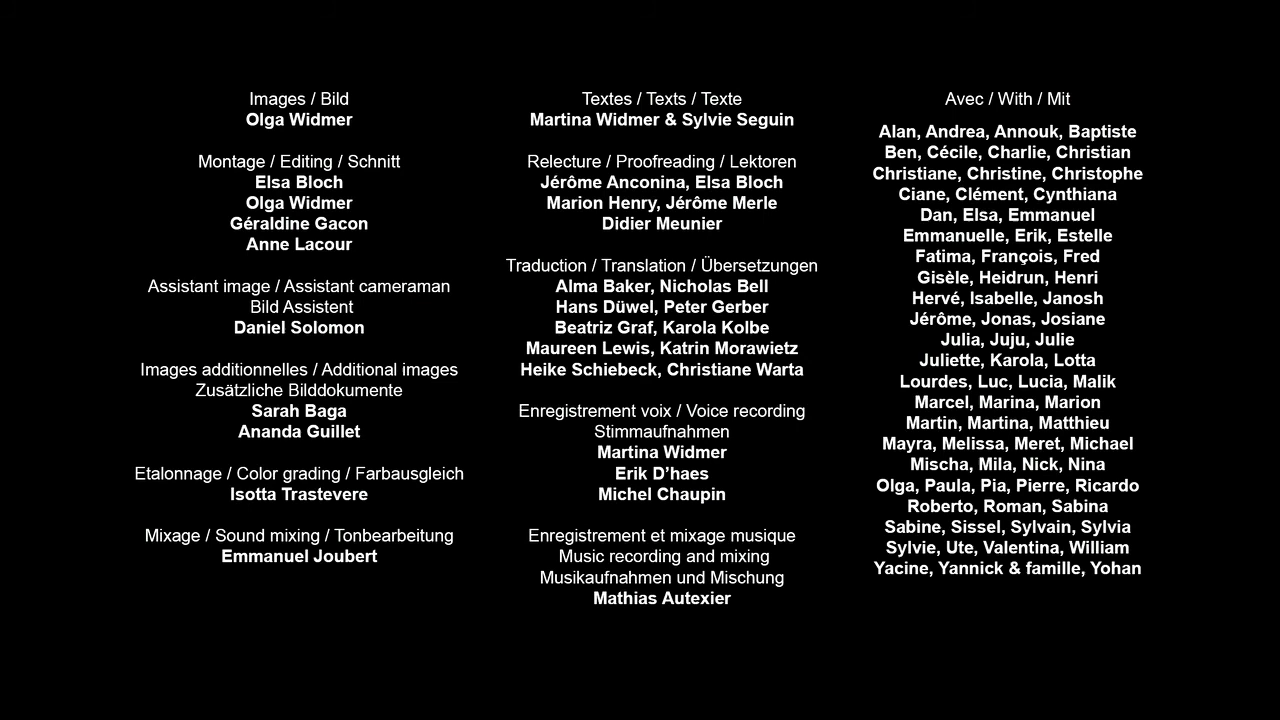 Images / Bild
Olga Widmer
Montage / Editing / Schnitt
Elsa Bloch
Olga Widmer
Géraldine Gacon
Anne Lacour
Assistant image / Assistant cameraman
Bild Assistent
Daniel Solomon
Images additionnelles / Additional images
Zusätzliche Bilddokumente
Sarah Baga
Ananda Guillet
Etalonnage / Color grading / Farbausgleich
Isotta Trastevere
Mixage / Sound mixing / Tonbearbeitung
Emmanuel Joubert
Textes / Texts / Texte
Martina Widmer & Sylvie Seguin
Relecture / Proofreading / Lektoren
Jérôme Anconina, Elsa Bloch
Marion Henry, Jérôme Merle
Didier Meunier
Traduction / Translation / Übersetzungen
Alma Baker, Nicholas Bell
Hans Düwel, Peter Gerber
Beatriz Graf, Karola Kolbe
Maureen Lewis, Katrin Morawietz
Heike Schiebeck, Christiane Warta
Enregistrement voix / Voice recording
Stimmaufnahmen
Martina Widmer
Erik D’haes
Michel Chaupin
Enregistrement et mixage musique
Music recording and mixing
Musikaufnahmen und Mischung
Mathias Autexier
Avec / With / Mit
Alan, Andrea, Annouk, Baptiste
Ben, Cécile, Charlie, Christian
Christiane, Christine, Christophe
Ciane, Clément, Cynthiana
Dan, Elsa, Emmanuel
Emmanuelle, Erik, Estelle
Fatima, François, Fred
Gisèle, Heidrun, Henri
Hervé, Isabelle, Janosh
Jérôme, Jonas, Josiane
Julia, Juju, Julie
Juliette, Karola, Lotta
Lourdes, Luc, Lucia, Malik
Marcel, Marina, Marion
Martin, Martina, Matthieu
Mayra, Melissa, Meret, Michael
Mischa, Mila, Nick, Nina
Olga, Paula, Pia, Pierre, Ricardo
Roberto, Roman, Sabina
Sabine, Sissel, Sylvain, Sylvia
Sylvie, Ute, Valentina, William
Yacine, Yannick & famille, Yohan